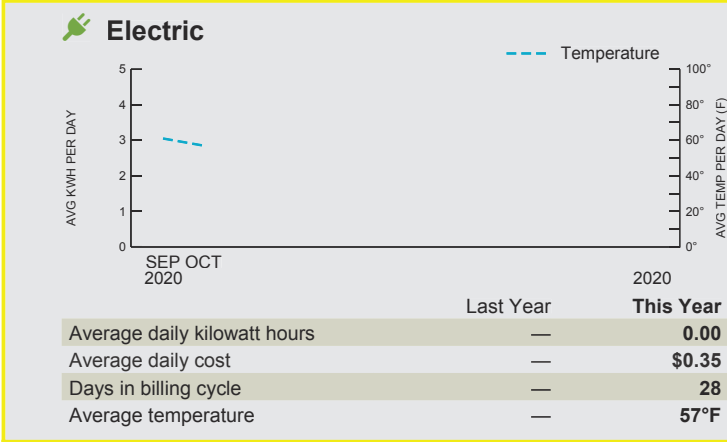 Electric
Temperature
AVG KWH PER DAY
5
4
3
2
1
0
100°
80°
60°
40°
20°
0°
AVG TEMP PER DAY (F)
SEP OCT
2020 2020
Last Year This Year
Average daily kilowatt hours — 0.00
Average daily cost — $0.35
Days in billing cycle — 28
Average temperature — 57°F